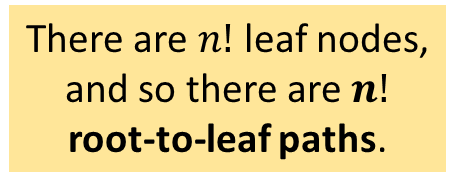 There are n! leaf nodes,
and so there are n!
root-to-leaf paths.